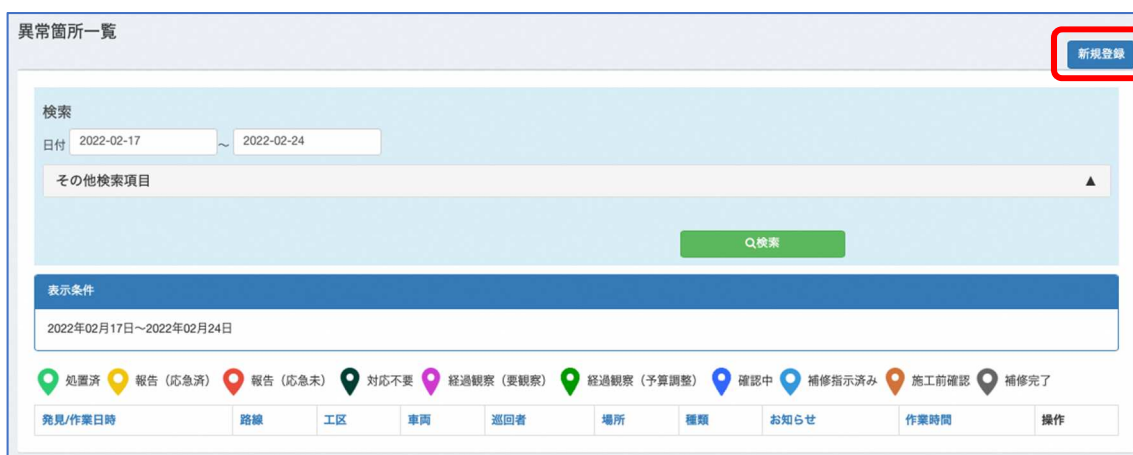 異常箇所一覧
新規登録
検索
日付 2022-02-17 ～ 2022-02-24
その他検索項目 ▲
検索
表示条件
2022年02月17日～2022年02月24日
処置済 報告（応急済） 報告（応急未） 対応不要 経過観察（要観察） 経過観察（予算調整） 確認中 補修指示済み 施工前確認 補修完了
発見/作業日時 路線 工区 車両 巡回者 場所 種類 お知らせ 作業時間 操作